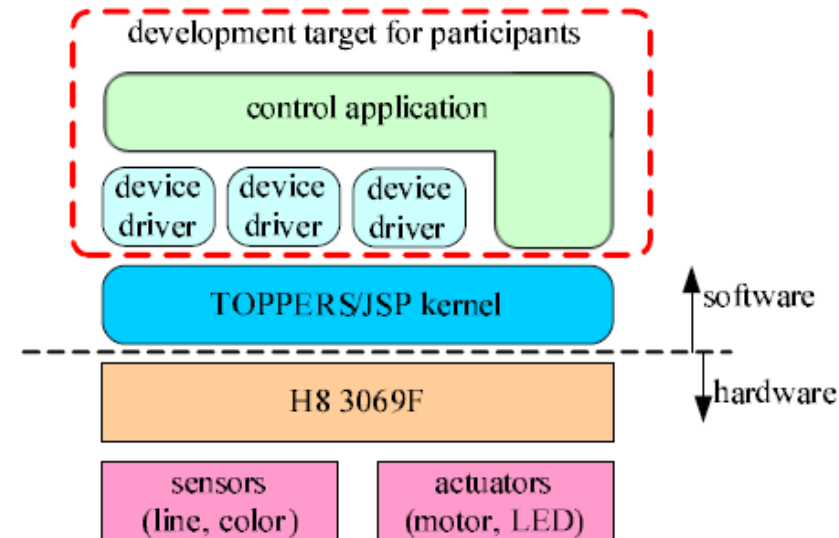 development target for participants
control application
device
driver
device
driver
device
driver
TOPPERS/JSP kernel
software
hardware
H8 3069F
sensors
(line, color)
actuators
(motor, LED)